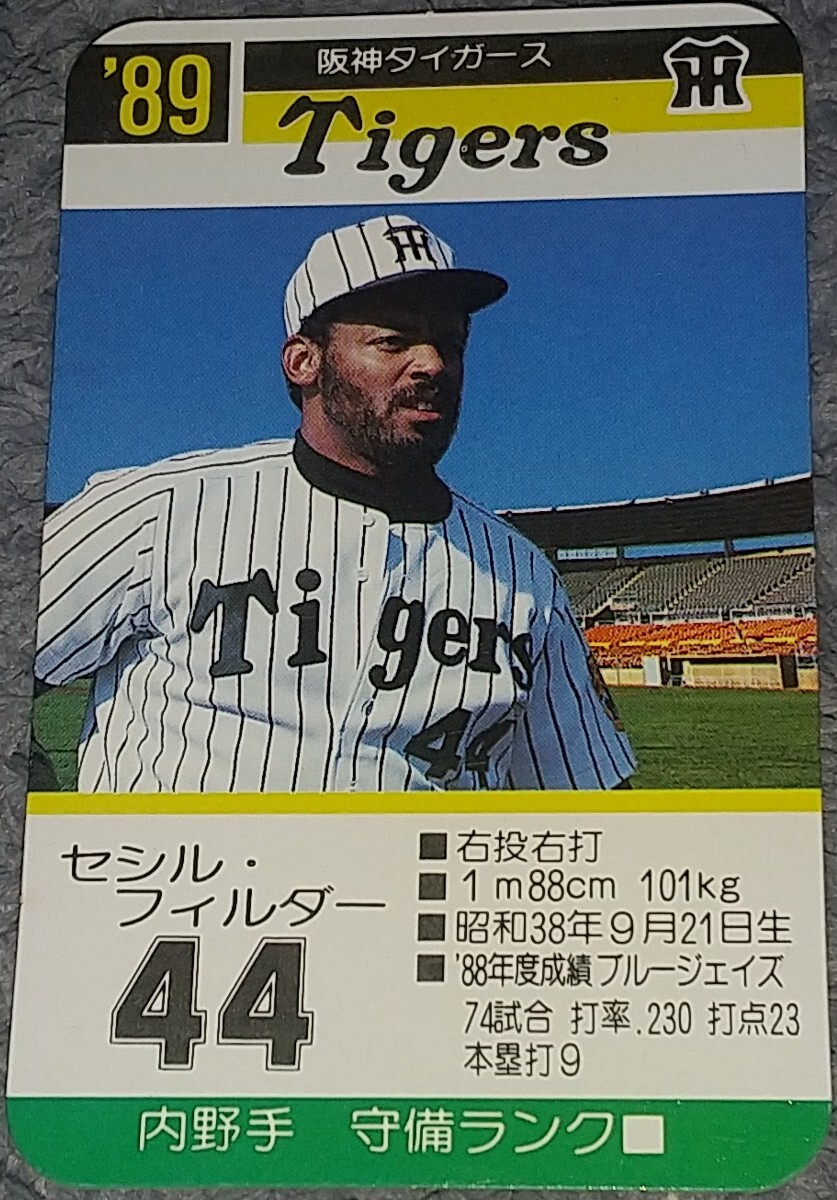 '89
阪神タイガース
Tigers
TH
Tigers
44
セシル・
フィルダー
44
■右投右打
■1m88cm 101kg
■昭和38年9月21日生
■'88年度成績 ブルージェイズ
74試合 打率.230 打点23
本塁打9
内野手 守備ランク■